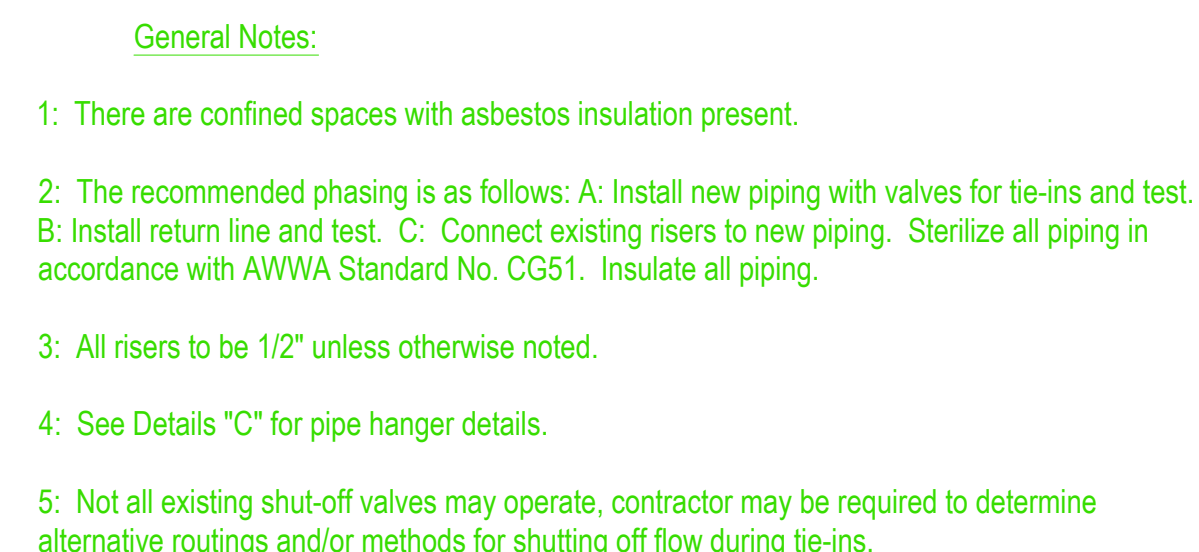 General Notes:
1:  There are confined spaces with asbestos insulation present.
2:  The recommended phasing is as follows: A: Install new piping with valves for tie-ins and test.
B: Install return line and test.  C:  Connect existing risers to new piping.  Sterilize all piping in
accordance with AWWA Standard No. CG51.  Insulate all piping.
3:  All risers to be 1/2" unless otherwise noted.
4:  See Details "C" for pipe hanger details.
5:  Not all existing shut-off valves may operate, contractor may be required to determine
alternative routings and/or methods for shutting off flow during tie-ins.